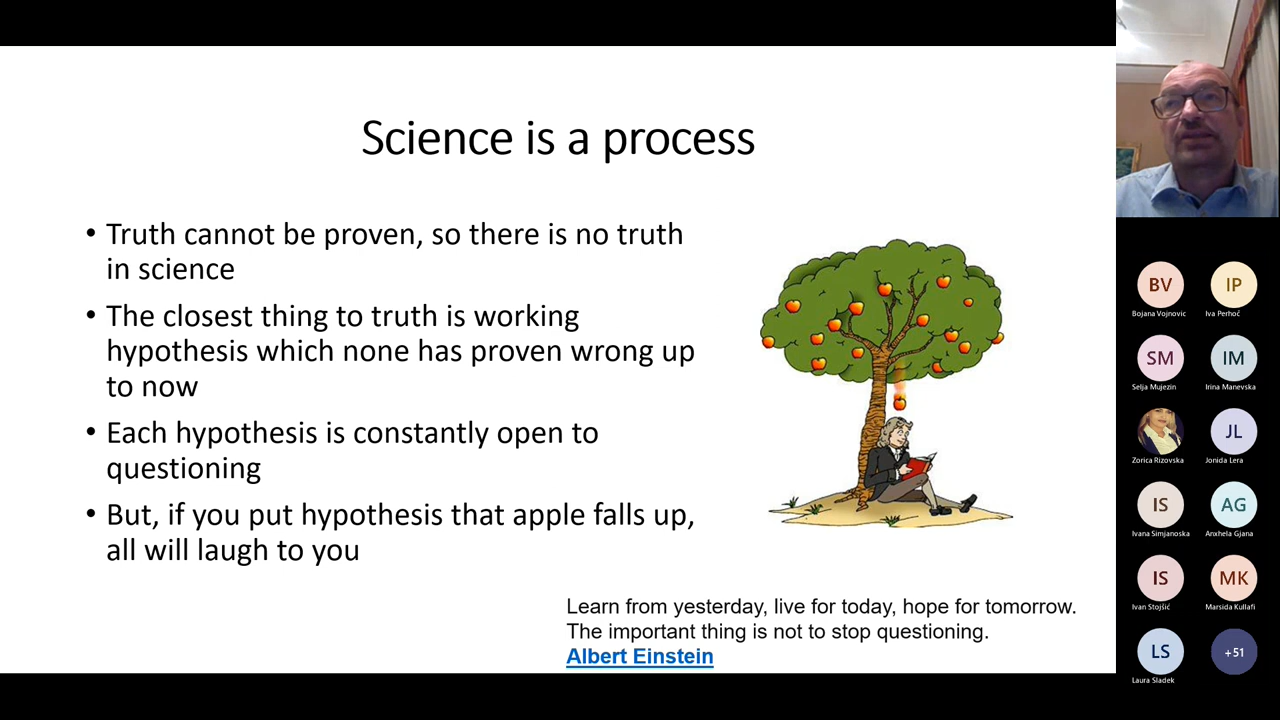 Science is a process
• Truth cannot be proven, so there is no truth
in science
• The closest thing to truth is working
hypothesis which none has proven wrong up
to now
• Each hypothesis is constantly open to
questioning
• But, if you put hypothesis that apple falls up,
all will laugh to you
Learn from yesterday, live for today, hope for tomorrow.
The important thing is not to stop questioning.
Albert Einstein
BV
IP
Bojana Vojnovic
Iva Perhoč
SM
IM
Selja Mujezin
Irina Manevska
JL
Zorica Rizovska
Jonida Lera
IS
AG
Ivana Simjanoska
Anxhela Gjana
IS
MK
Ivan Stojšić
Marsida Kullafi
LS
+51
Laura Sladek